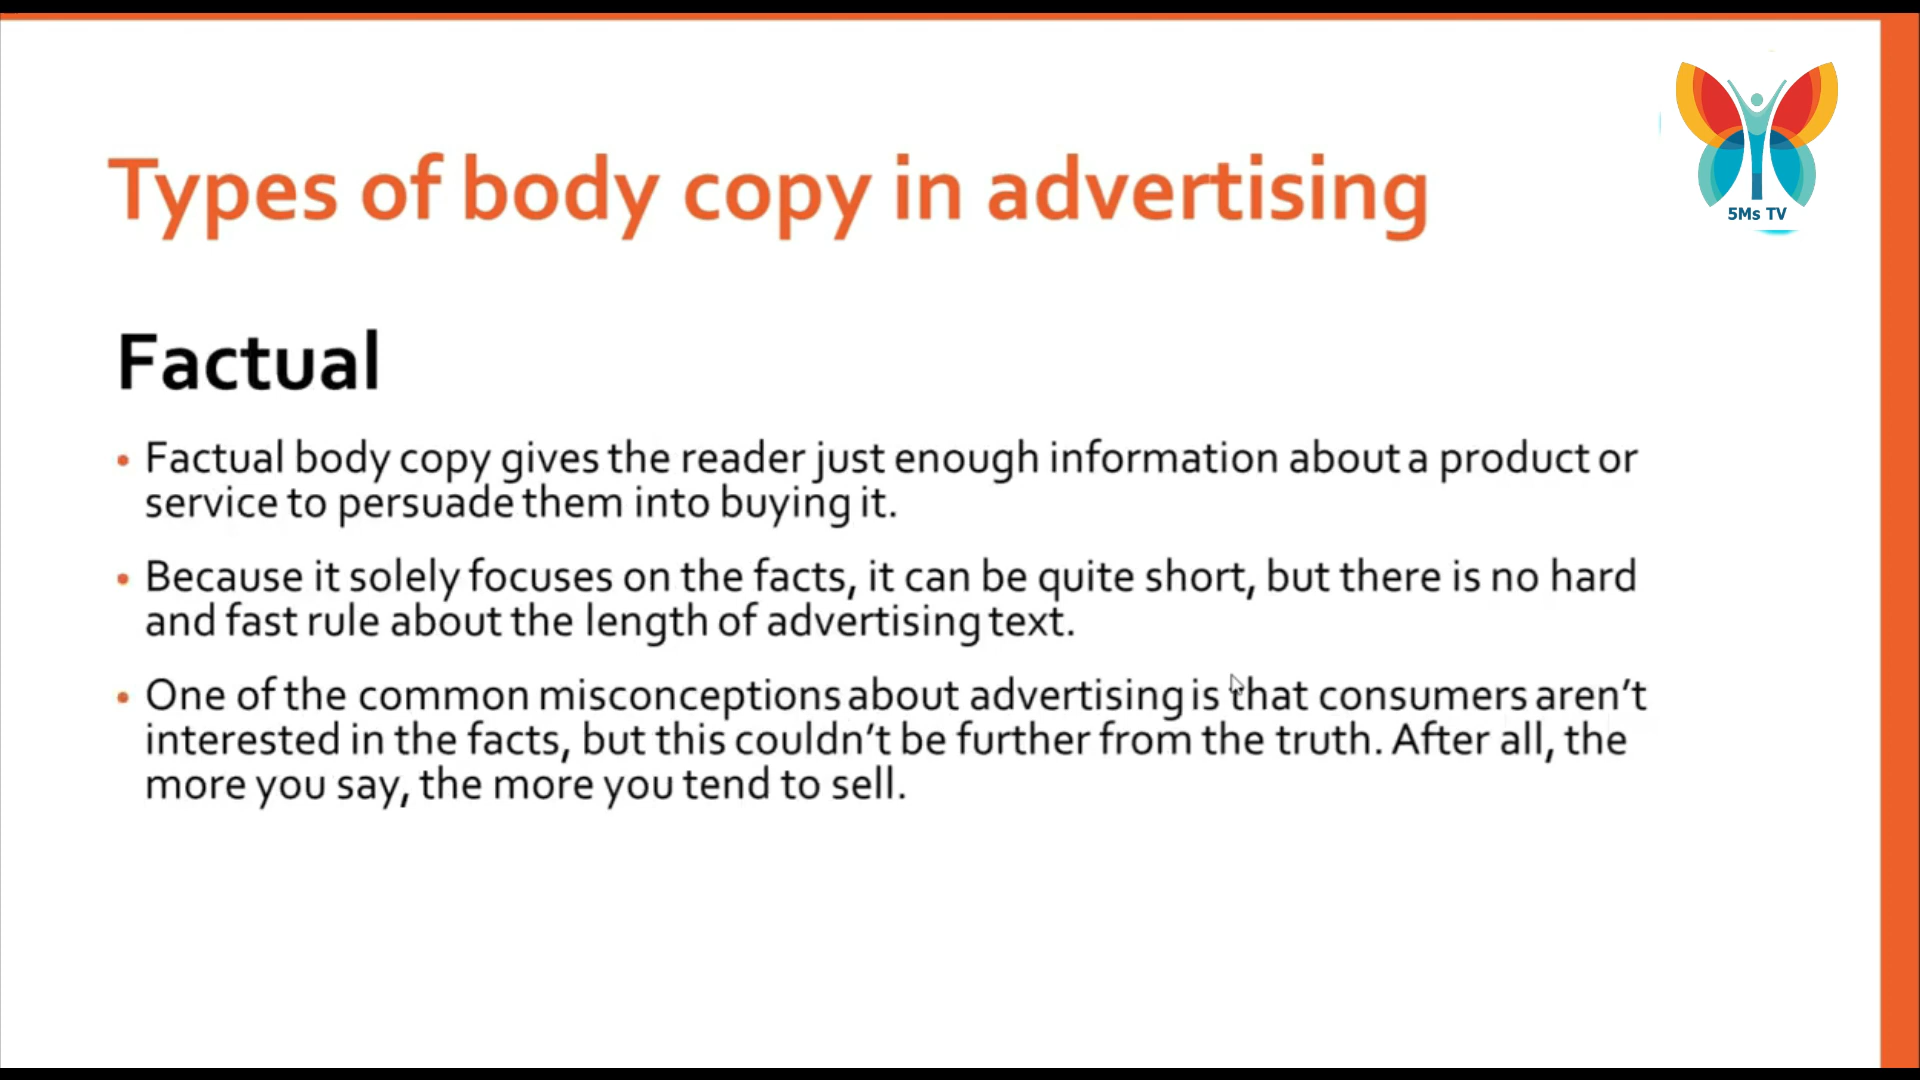 5Ms TV
Types of body copy in advertising
Factual
• Factual body copy gives the reader just enough information about a product or
service to persuade them into buying it.
• Because it solely focuses on the facts, it can be quite short, but there is no hard
and fast rule about the length of advertising text.
• One of the common misconceptions about advertising is that consumers aren’t
interested in the facts, but this couldn’t be further from the truth. After all, the
more you say, the more you tend to sell.